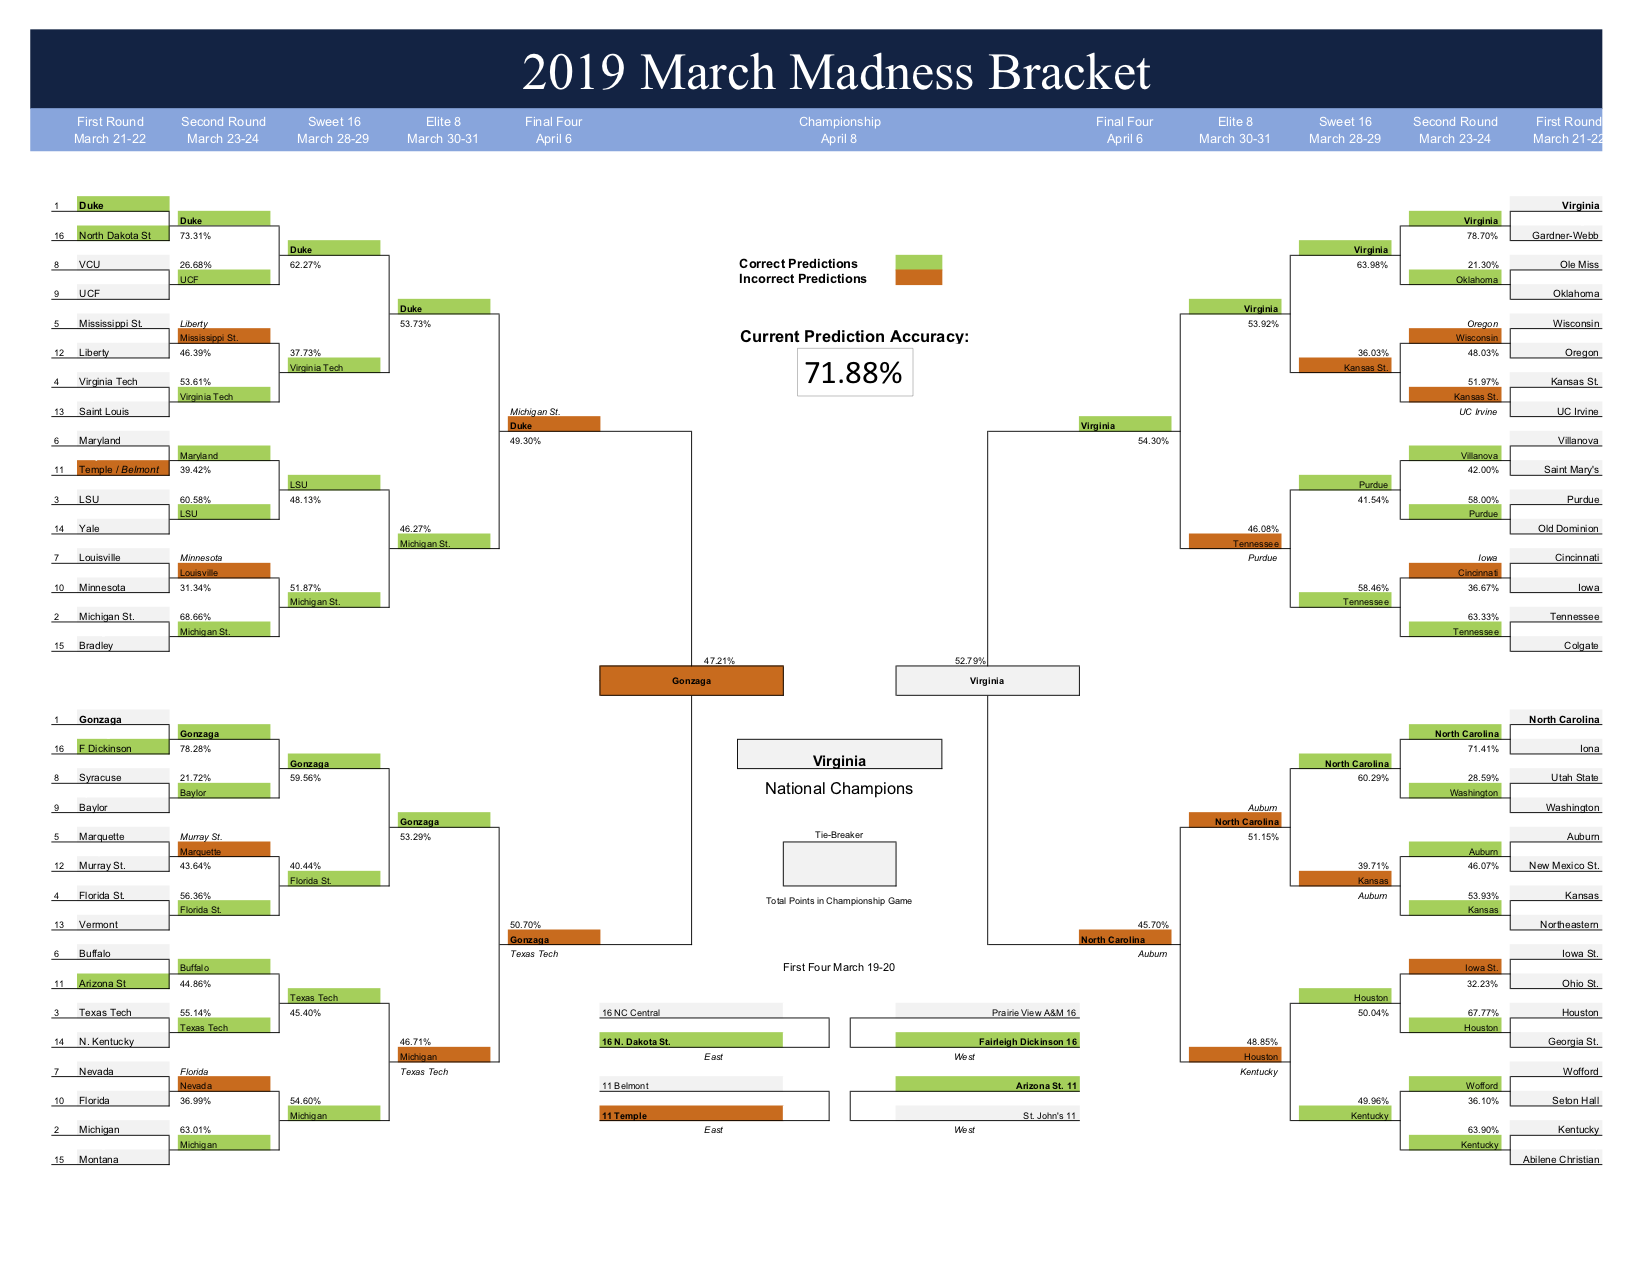 2019 March Madness Bracket
First Round Second Round Sweet 16 Elite 8 Final Four Championship Final Four Elite 8 Sweet 16 Second Round First Round
March 21-22 March 23-24 March 28-29 March 30-31 April 6 April 8 April 6 March 30-31 March 28-29 March 23-24 March 21-22
1 Duke Virginia
Duke Virginia
16 North Dakota St 73.31% 78.70% Gardner-Webb
Duke Virginia
8 VCU 26.68% 62.27% Correct Predictions 63.98% 21.30% Ole Miss
UCF Incorrect Predictions Oklahoma
9 UCF Oklahoma
Duke Virginia
5 Mississippi St. Liberty 53.73% 53.92% Oregon Wisconsin
Mississippi St. Current Prediction Accuracy: Wisconsin
12 Liberty 46.39% 37.73% 36.03% 48.03% Oregon
Virginia Tech 71.88% Kansas St.
4 Virginia Tech 53.61% 51.97% Kansas St.
Virginia Tech Kansas St.
13 Saint Louis Michigan St. UC Irvine UC Irvine
Duke Virginia
6 Maryland 49.30% 54.30% Villanova
Maryland Villanova
11 Temple / Belmont 39.42% 42.00% Saint Mary's
LSU Purdue
3 LSU 60.58% 48.13% 41.54% 58.00% Purdue
LSU Purdue
14 Yale 46.27% 46.08% Old Dominion
Michigan St. Tennessee
7 Louisville Minnesota Purdue Iowa Cincinnati
Louisville Cincinnati
10 Minnesota 31.34% 51.87% 58.46% 36.67% Iowa
Michigan St. Tennessee
2 Michigan St. 68.66% 63.33% Tennessee
Michigan St. Tennessee
15 Bradley Colgate
47.21% 52.79%
Gonzaga Virginia
1 Gonzaga North Carolina
Gonzaga North Carolina
16 F Dickinson 78.28% 71.41% Iona
Gonzaga Virginia North Carolina
8 Syracuse 21.72% 59.56% 60.29% 28.59% Utah State
Baylor National Champions Washington
9 Baylor Auburn Washington
Gonzaga North Carolina
5 Marquette Murray St. 53.29% Tie-Breaker 51.15% Auburn
Marquette Auburn
12 Murray St. 43.64% 40.44% 39.71% 46.07% New Mexico St.
Florida St. Kansas
4 Florida St. 56.36% Auburn 53.93% Kansas
Florida St. Total Points in Championship Game Kansas
13 Vermont 50.70% 45.70% Northeastern
Gonzaga North Carolina
6 Buffalo Texas Tech Auburn Iowa St.
Buffalo First Four March 19-20 Iowa St.
11 Arizona St 44.86% 32.23% Ohio St.
Texas Tech Houston
3 Texas Tech 55.14% 45.40% 16 NC Central Prairie View A&M 16 50.04% 67.77% Houston
Texas Tech Houston
14 N. Kentucky 46.71% 16 N. Dakota St. Fairleigh Dickinson 16 48.85% Georgia St.
Michigan East West Houston
7 Nevada Florida Texas Tech Kentucky Wofford
Nevada 11 Belmont Arizona St. 11 Wofford
10 Florida 36.99% 54.60% 49.96% 36.10% Seton Hall
Michigan 11 Temple St. John's 11 Kentucky
2 Michigan 63.01% East West 63.90% Kentucky
Michigan Kentucky
15 Montana Abilene Christian